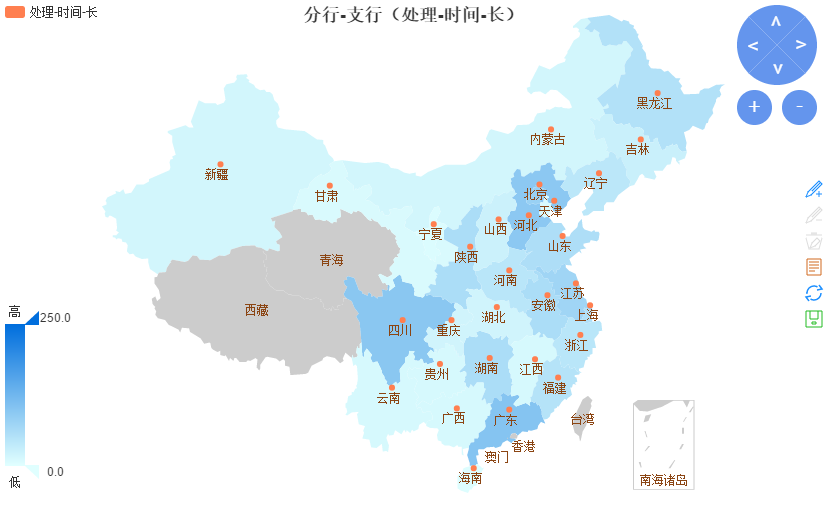 处理-时间-长
分行-支行（处理-时间-长）
黑龙江
内蒙古
吉林
新疆
甘肃
北京
辽宁
天津
宁夏
山西
河北
陕西
山东
青海
河南
西藏
安徽
江苏
上海
高
250.0
四川
重庆
湖北
浙江
贵州
湖南
江西
云南
福建
广西
广东
台湾
香港
澳门
海南
南海诸岛
0.0
低